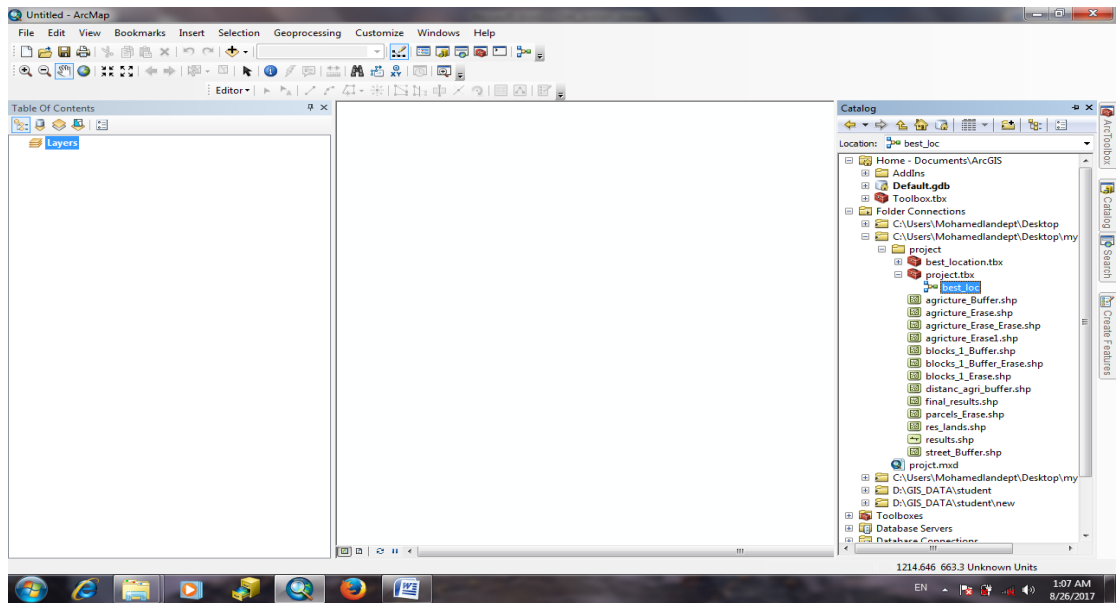 Untitled - ArcMap
File Edit View Bookmarks Insert Selection Geoprocessing Customize Windows Help
Editor
Table Of Contents
Layers
Catalog
Location: best_loc
Home - Documents\ArcGIS
AddIns
Default.gdb
Toolbox.tbx
Folder Connections
C:\Users\Mohamedlandept\Desktop
C:\Users\Mohamedlandept\Desktop\my
project
best_location.tbx
project.tbx
best_loc
agricture_Buffer.shp
agricture_Erase.shp
agricture_Erase_Erase.shp
agricture_Erase1.shp
blocks_1_Buffer.shp
blocks_1_Buffer_Erase.shp
blocks_1_Erase.shp
distanc_agri_buffer.shp
final_results.shp
parcels_Erase.shp
res_lands.shp
results.shp
street_Buffer.shp
projct.mxd
C:\Users\Mohamedlandept\Desktop\my
D:\GIS_DATA\student
D:\GIS_DATA\student\new
Toolboxes
Database Servers
Database Connections
ArcToolbox
Catalog
Search
Create Features
1214.646 663.3 Unknown Units
EN
1:07 AM
8/26/2017